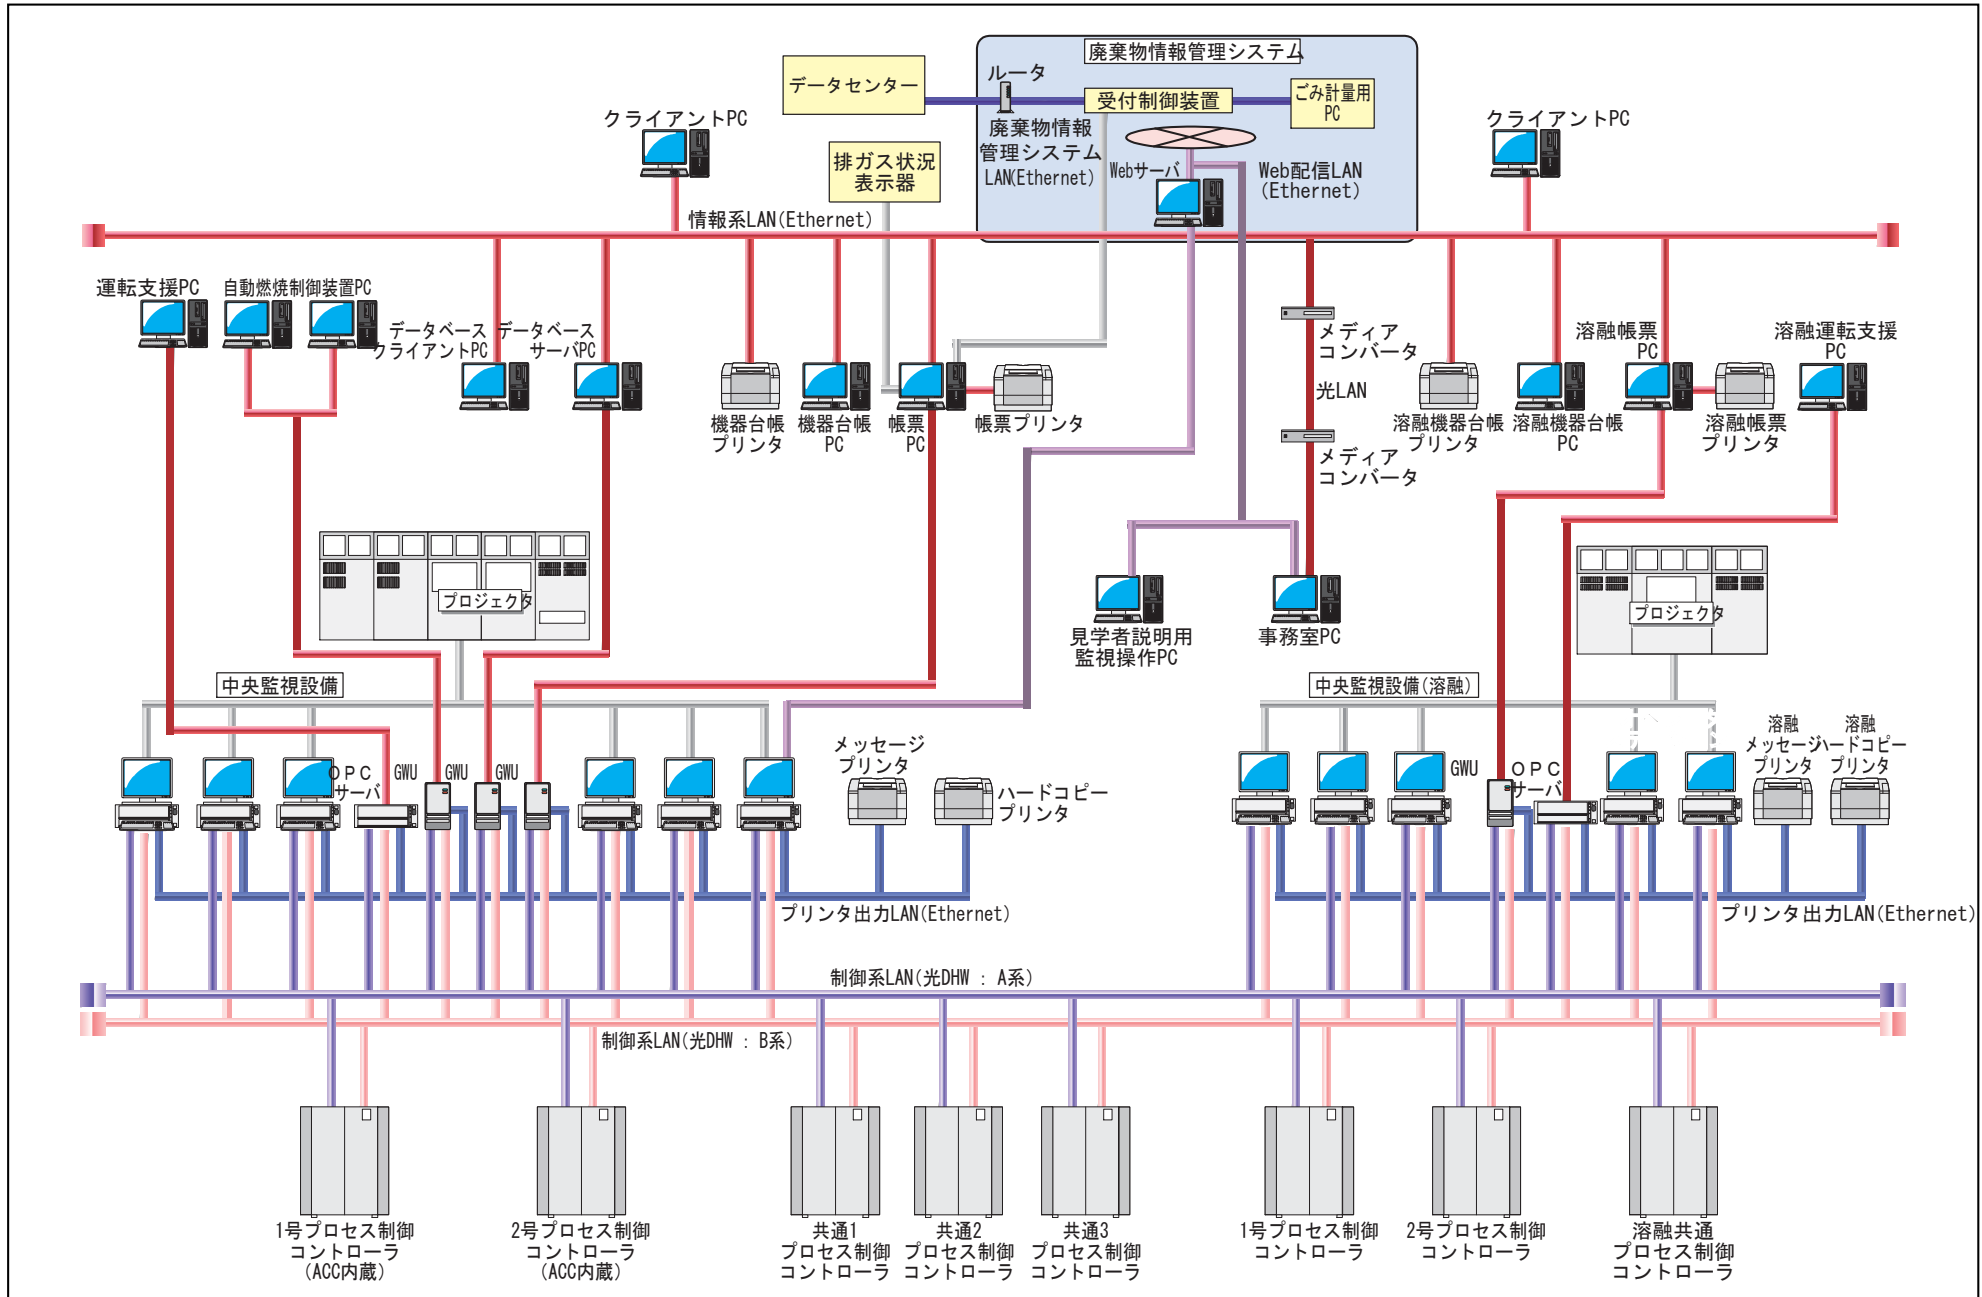 廃棄物情報管理システム
データセンター
ルータ
受付制御装置
ごみ計量用
PC
クライアントPC
廃棄物情報
管理システム
LAN(Ethernet)
排ガス状況
表示器
Webサーバ
Web配信LAN
(Ethernet)
クライアントPC
情報系LAN(Ethernet)
運転支援PC
自動燃焼制御装置PC
データベース
クライアントPC
データベース
サーバPC
メディア
コンバータ
溶融帳票
PC
溶融運転支援
PC
光LAN
機器台帳
プリンタ
機器台帳
PC
帳票
PC
帳票プリンタ
溶融機器台帳
プリンタ
溶融機器台帳
PC
溶融帳票
プリンタ
メディア
コンバータ
プロジェクタ
プロジェクタ
見学者説明用
監視操作PC
事務室PC
中央監視設備
中央監視設備(溶融)
OPC
サーバ
GWU
GWU
GWU
メッセージ
プリンタ
ハードコピー
プリンタ
GWU
OPC
サーバ
溶融
メッセージ
プリンタ
溶融
ハードコピー
プリンタ
プリンタ出力LAN(Ethernet)
プリンタ出力LAN(Ethernet)
制御系LAN(光DHW : A系)
制御系LAN(光DHW : B系)
1号プロセス制御
コントローラ
(ACC内蔵)
2号プロセス制御
コントローラ
(ACC内蔵)
共通1
プロセス制御
コントローラ
共通2
プロセス制御
コントローラ
共通3
プロセス制御
コントローラ
1号プロセス制御
コントローラ
2号プロセス制御
コントローラ
溶融共通
プロセス制御
コントローラ